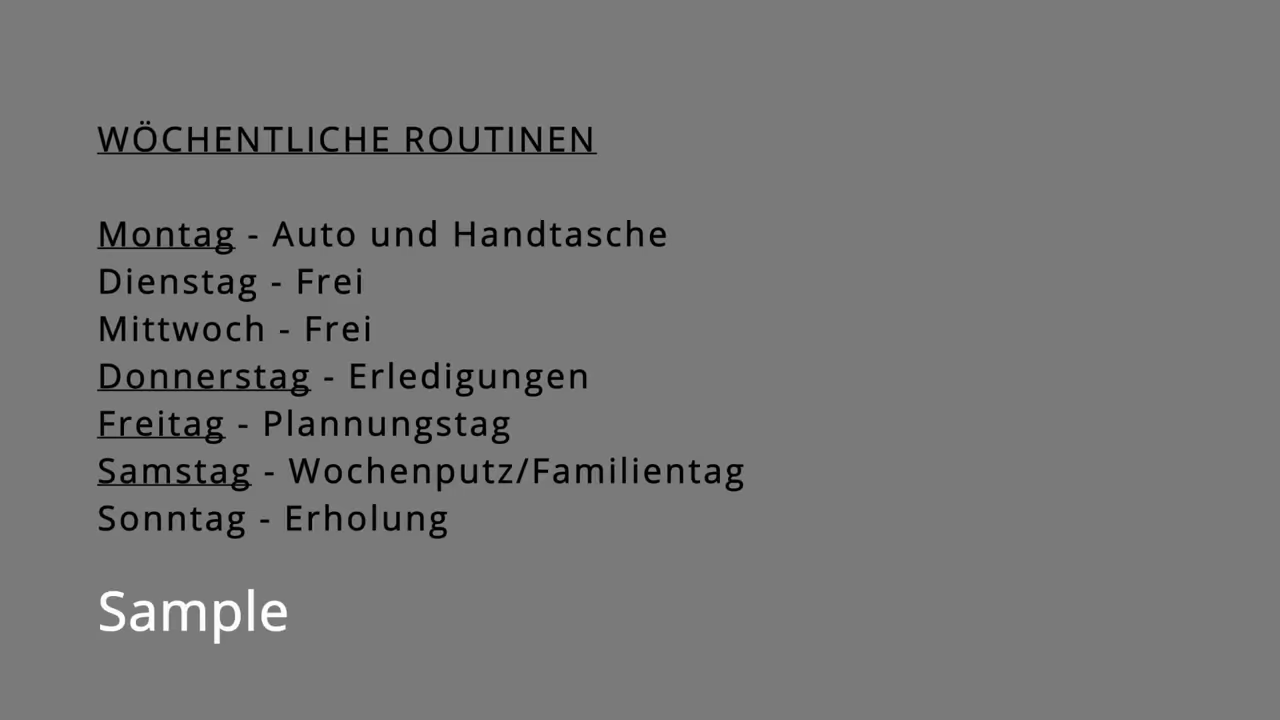 WÖCHENTLICHE ROUTINEN
Montag - Auto und Handtasche
Dienstag - Frei
Mittwoch - Frei
Donnerstag - Erledigungen
Freitag - Plannungstag
Samstag - Wochenputz/Familientag
Sonntag - Erholung
Sample